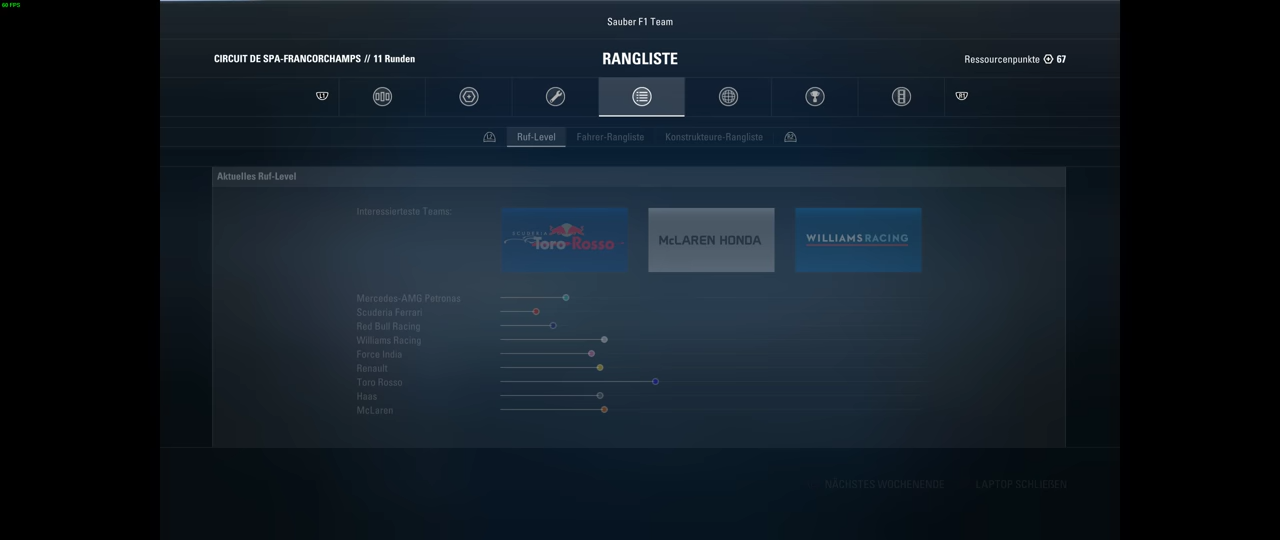 60 FPS
Sauber F1 Team
CIRCUIT DE SPA-FRANCORCHAMPS // 11 Runden
RANGLISTE
Ressourcenpunkte 67
L1
R1
Ruf-Level
Fahrer-Rangliste
Konstrukteure-Rangliste
Aktuelles Ruf-Level
Interessierteste Teams:
SCUDERIA
Toro Rosso
McLAREN HONDA
WILLIAMS RACING
Mercedes-AMG Petronas
Scuderia Ferrari
Red Bull Racing
Williams Racing
Force India
Renault
Toro Rosso
Haas
McLaren
NÄCHSTES WOCHENENDE
LAPTOP SCHLIEßEN